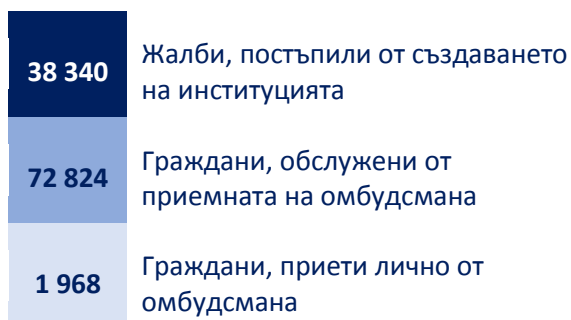 38 340
Жалби, постъпили от създаването
на институцията
72 824
Граждани, обслужени от
приемната на омбудсмана
1 968
Граждани, приети лично от
омбудсмана